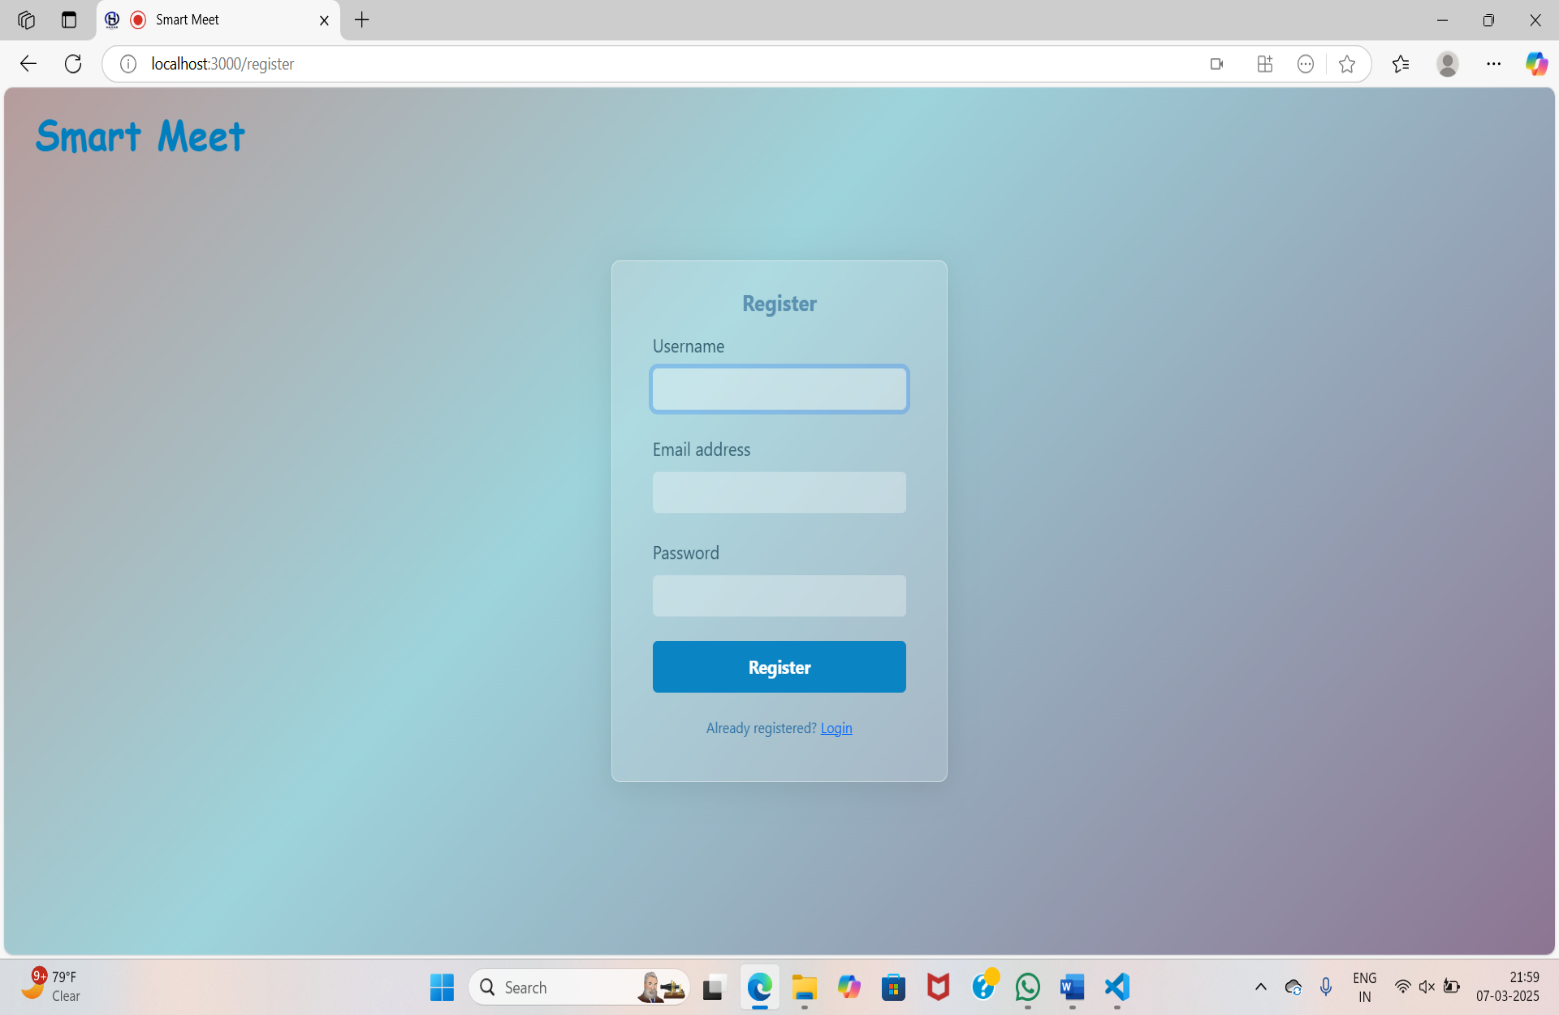 Smart Meet
localhost:3000/register
Smart Meet
Register
Username
Email address
Password
Register
Already registered? Login
9+
79°F
Clear
Search
ENG
IN
21:59
07-03-2025